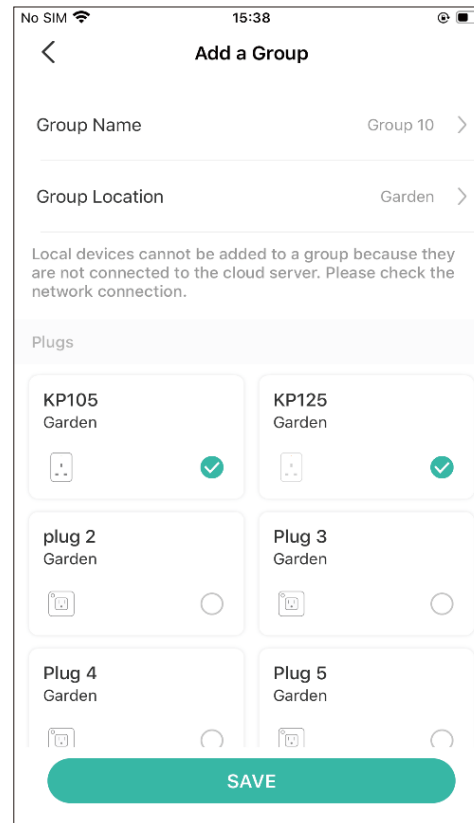 No SIM 15:38
Add a Group
Group Name Group 10
Group Location Garden
Local devices cannot be added to a group because they
are not connected to the cloud server. Please check the
network connection.
Plugs
KP105 KP125
Garden Garden
plug 2 Plug 3
Garden Garden
Plug 4 Plug 5
Garden Garden
SAVE